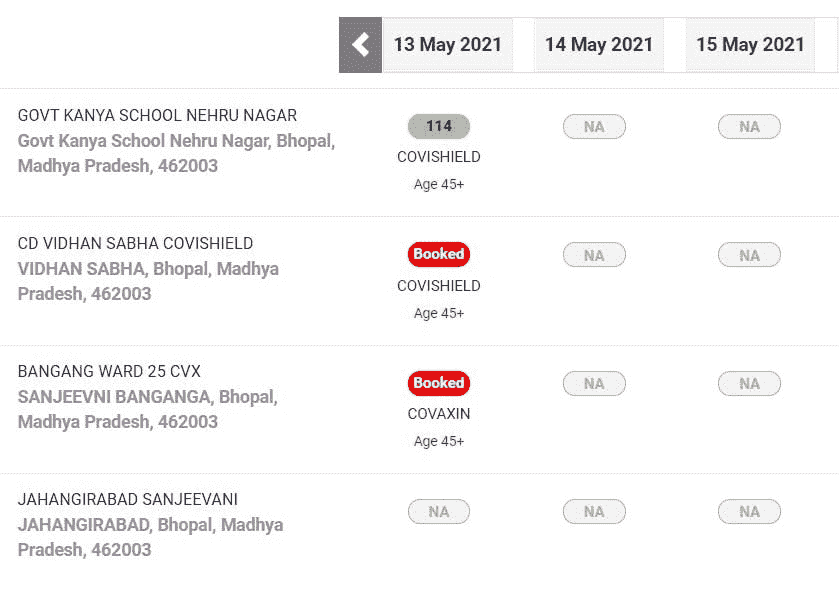 13 May 2021 14 May 2021 15 May 2021
GOVT KANYA SCHOOL NEHRU NAGAR
Govt Kanya School Nehru Nagar, Bhopal,
Madhya Pradesh, 462003
114 NA NA
COVISHIELD
Age 45+
CD VIDHAN SABHA COVISHIELD
VIDHAN SABHA, Bhopal, Madhya
Pradesh, 462003
Booked NA NA
COVISHIELD
Age 45+
BANGANG WARD 25 CVX
SANJEEVNI BANGANGA, Bhopal,
Madhya Pradesh, 462003
Booked NA NA
COVAXIN
Age 45+
JAHANGIRABAD SANJEEVANI
JAHANGIRABAD, Bhopal, Madhya
Pradesh, 462003
NA NA NA